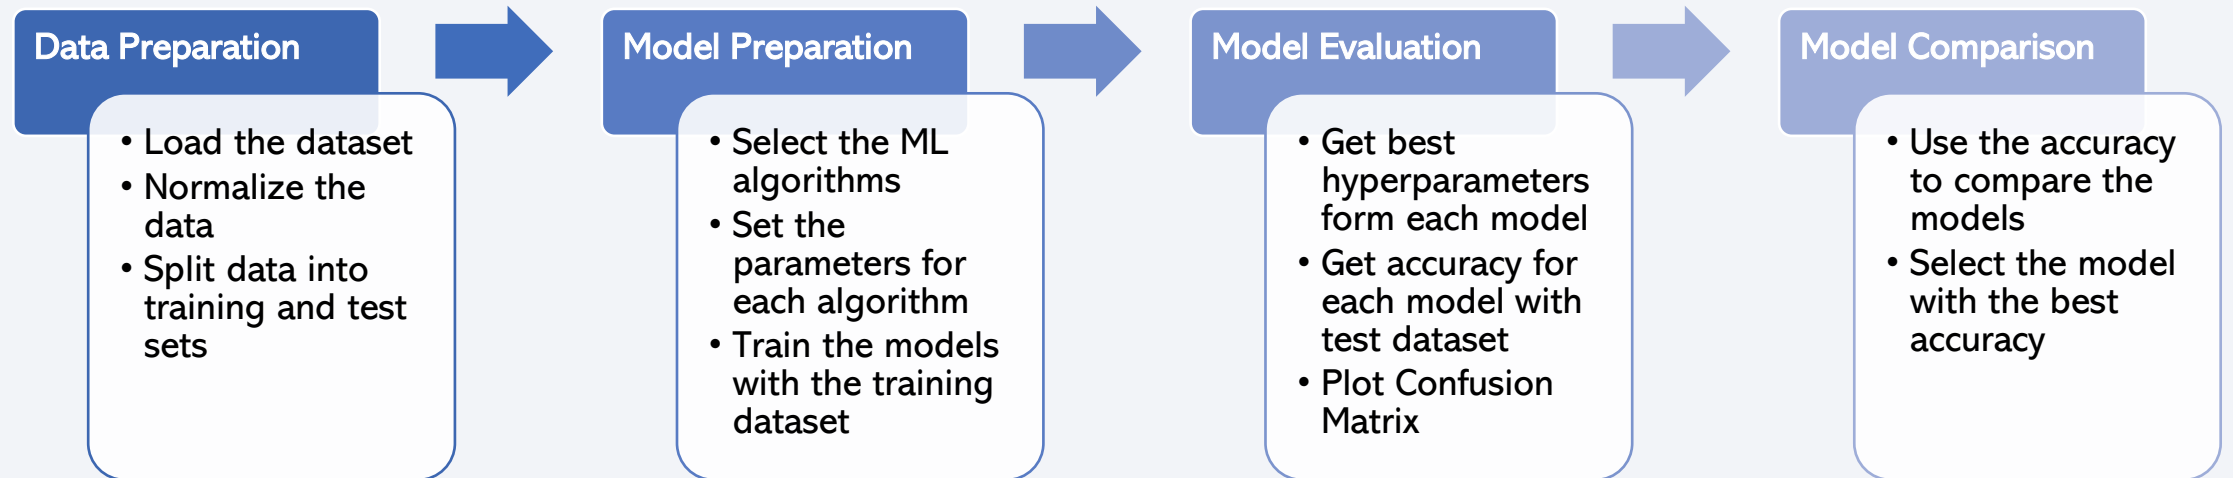 Data Preparation
• Load the dataset
• Normalize the
data
• Split data into
training and test
sets
Model Preparation
• Select the ML
algorithms
• Set the
parameters for
each algorithm
• Train the models
with the training
dataset
Model Evaluation
• Get best
hyperparameters
form each model
• Get accuracy for
each model with
test dataset
• Plot Confusion
Matrix
Model Comparison
• Use the accuracy
to compare the
models
• Select the model
with the best
accuracy